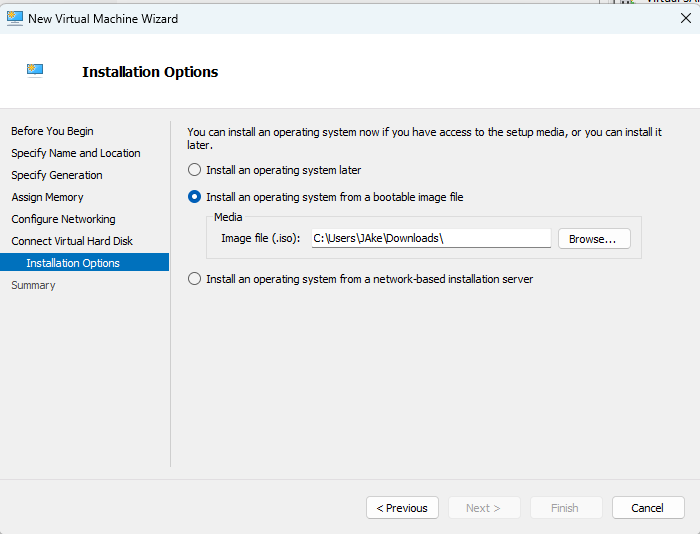 New Virtual Machine Wizard
Installation Options
Before You Begin
Specify Name and Location
Specify Generation
Assign Memory
Configure Networking
Connect Virtual Hard Disk
Installation Options
Summary
You can install an operating system now if you have access to the setup media, or you can install it
later.
Install an operating system later
Install an operating system from a bootable image file
Media
Image file (.iso): C:\Users\JAke\Downloads\ Browse...
Install an operating system from a network-based installation server
< Previous Next > Finish Cancel